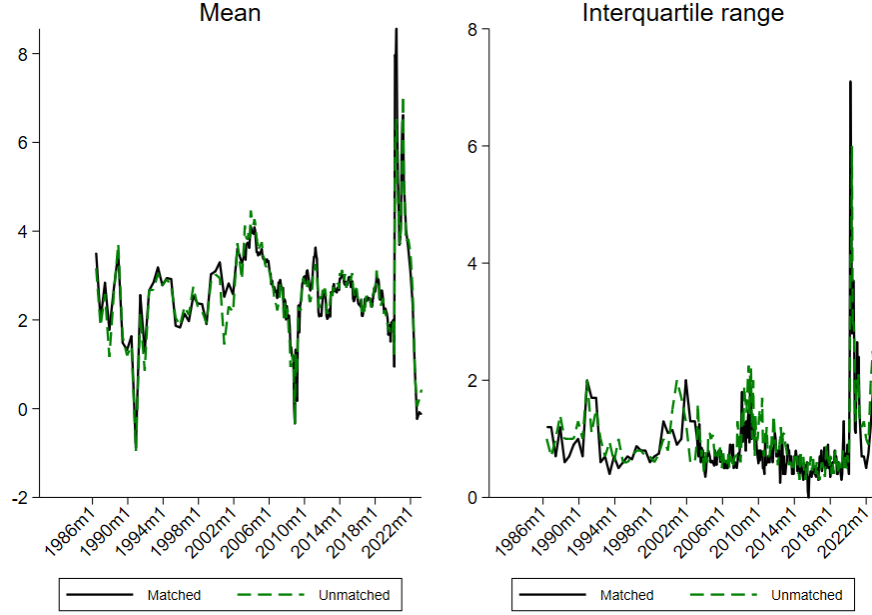 Mean
8
6
4
2
0
-2
1986m1
1990m1
1994m1
1998m1
2002m1
2006m1
2010m1
2014m1
2018m1
2022m1
Matched Unmatched
Interquartile range
8
6
4
2
0
1986m1
1990m1
1994m1
1998m1
2002m1
2006m1
2010m1
2014m1
2018m1
2022m1
Matched Unmatched